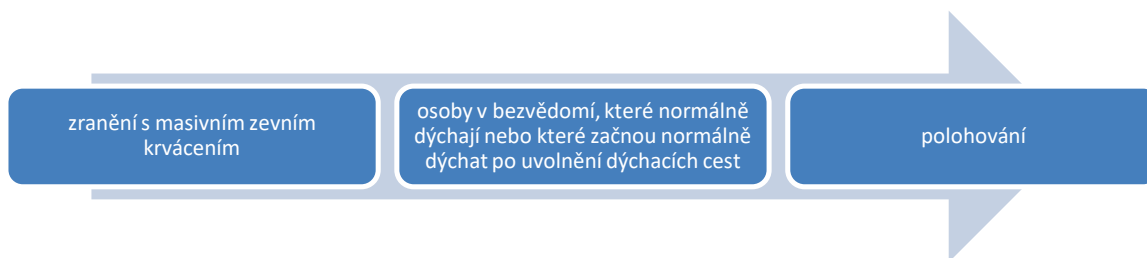 zranění s masivním zevním
krvácením
osoby v bezvědomí, které normálně
dýchají nebo které začnou normálně
dýchat po uvolnění dýchacích cest
polohování